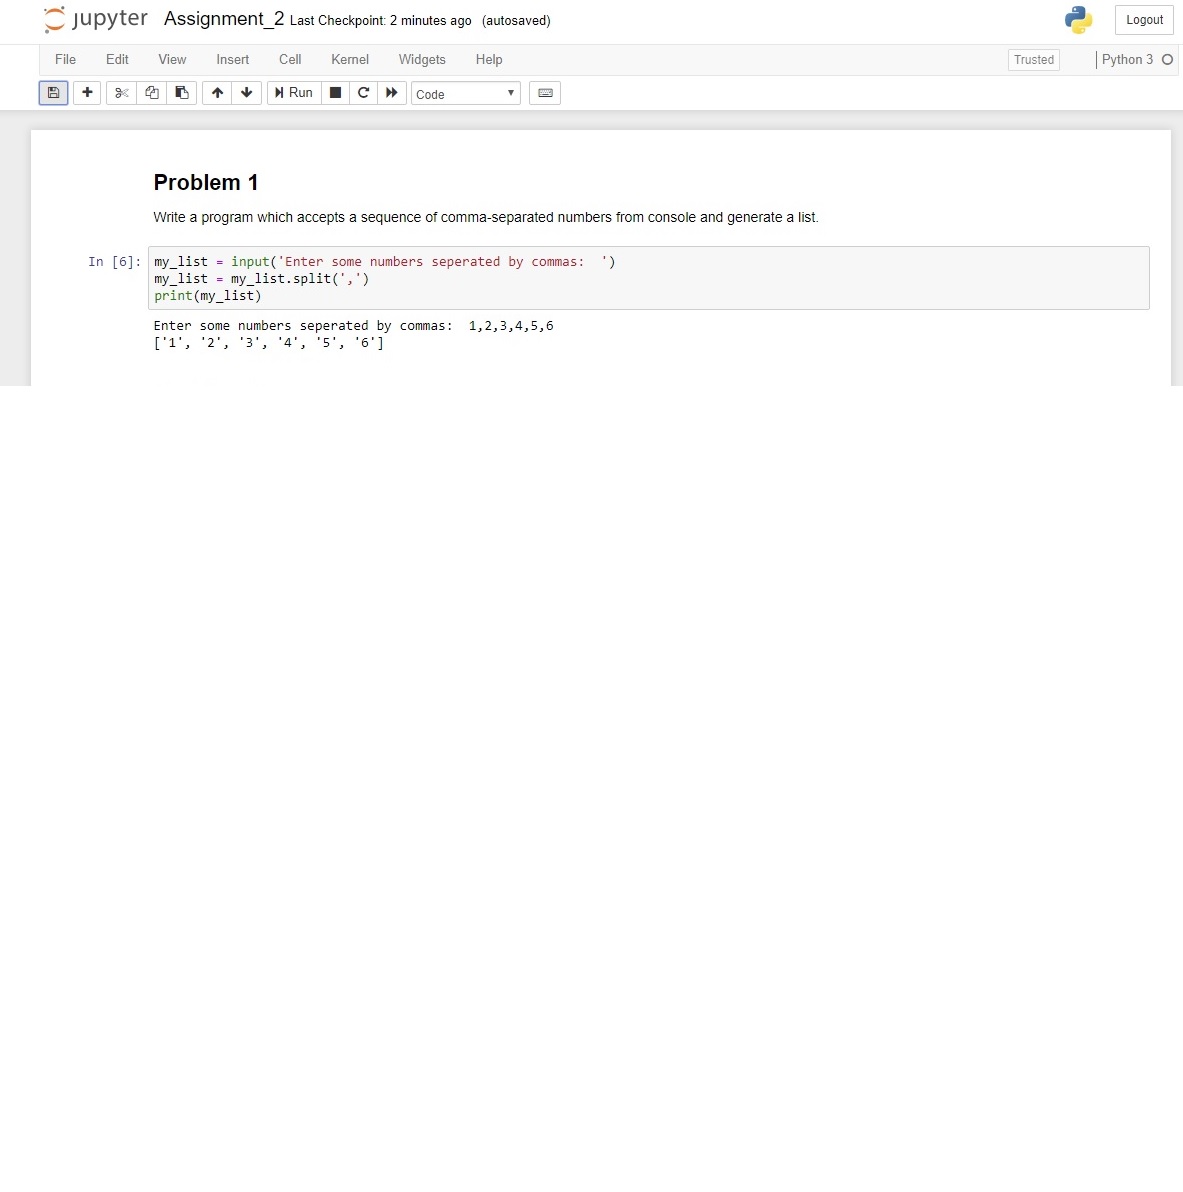 jupyter Assignment_2 Last Checkpoint: 2 minutes ago (autosaved) Logout
File Edit View Insert Cell Kernel Widgets Help Trusted Python 3
Run Code
Problem 1
Write a program which accepts a sequence of comma-separated numbers from console and generate a list.
In [6]: my_list = input('Enter some numbers seperated by commas:  ')
my_list = my_list.split(',')
print(my_list)
Enter some numbers seperated by commas:  1,2,3,4,5,6
['1', '2', '3', '4', '5', '6']